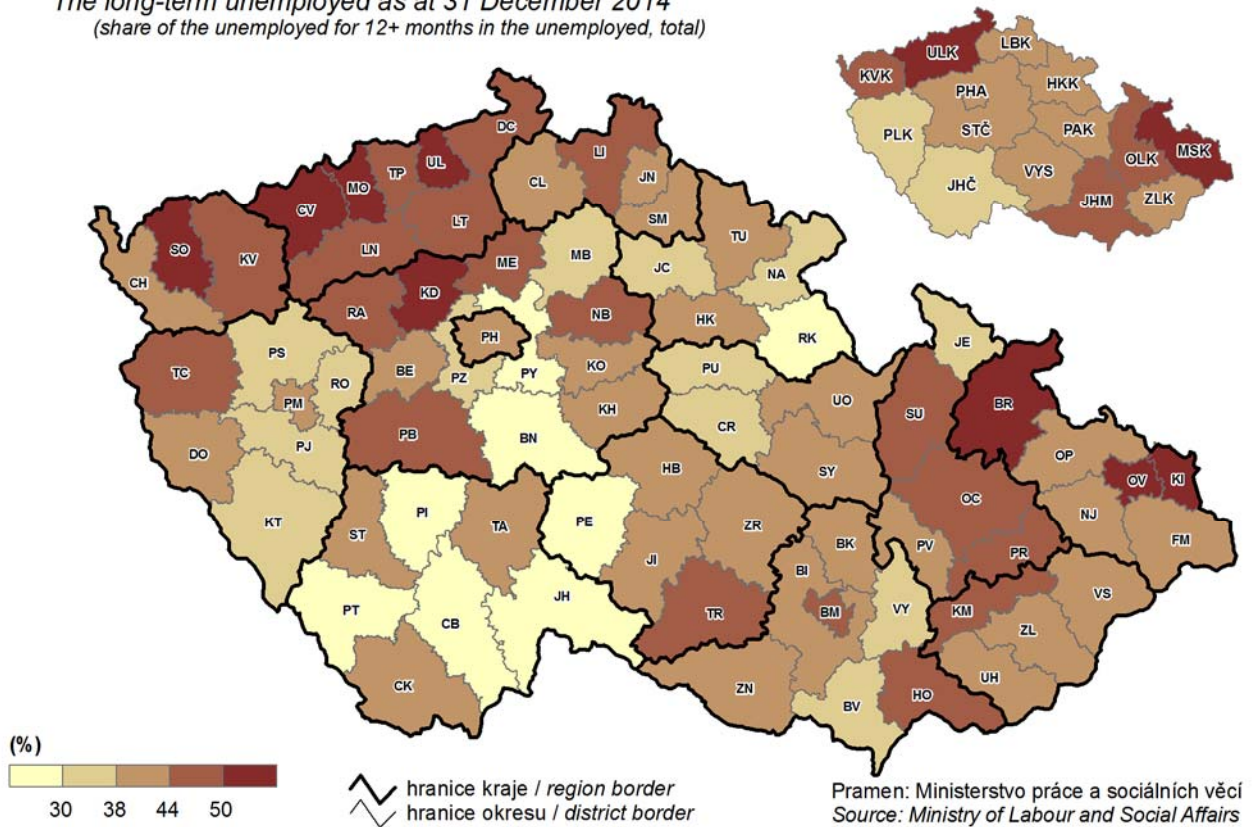 The long-term unemployed as at 31 December 2014
(share of the unemployed for 12+ months in the unemployed, total)
ULK
LBK
KVK
HKK
PHA
PLK
STČ
PAK
MSK
OLK
VYS
JHČ
JHM
ZLK
DC
UL
LI
TP
MO
JN
CL
CV
LT
SM
TU
SO
LN
KV
MB
ME
JC
NA
CH
KD
RA
NB
HK
PH
RK
JE
PS
KO
PU
TC
BE
PZ
PY
RO
PM
UO
BR
KH
SU
CR
PB
BN
PJ
DO
OP
HB
SY
OV
KI
OC
PI
KT
PE
TA
ZR
NJ
ST
FM
BK
PV
PR
JI
BI
VS
JH
PT
VY
KM
BM
TR
CB
ZL
UH
CK
ZN
HO
BV
(%)
30 38 44 50
hranice kraje / region border
hranice okresu / district border
Pramen: Ministerstvo práce a sociálních věcí
Source: Ministry of Labour and Social Affairs